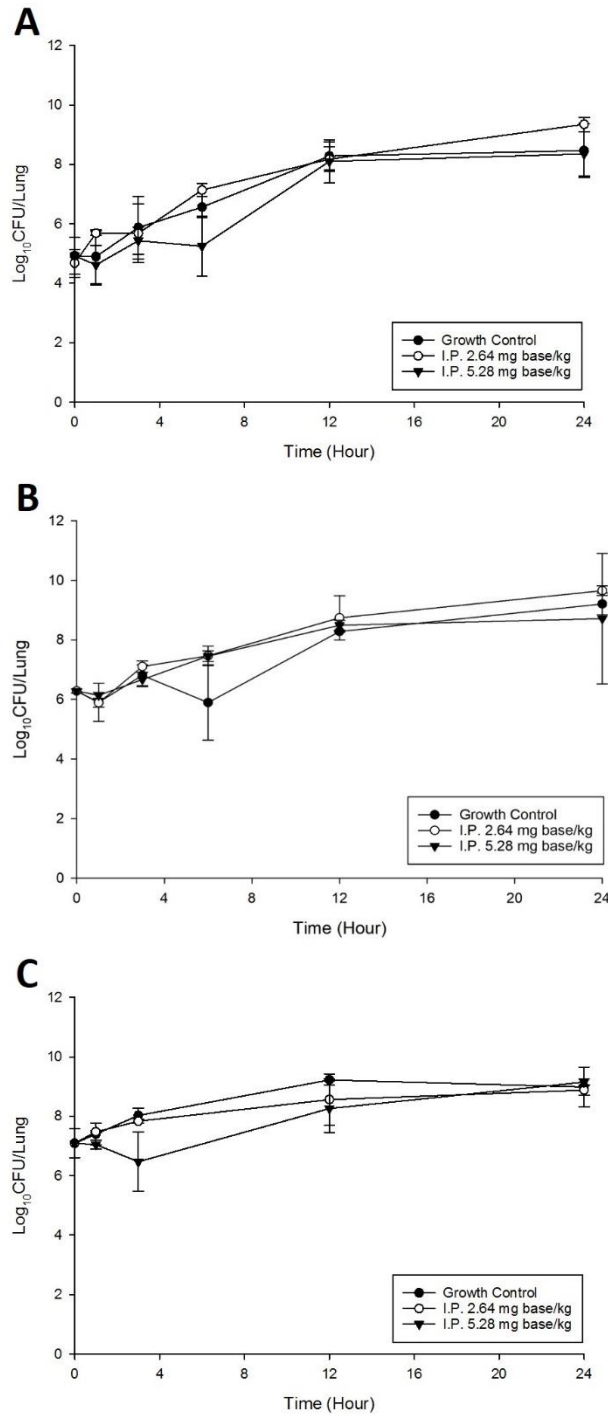 A
12
10
8
6
4
2
0
Log₁₀CFU/Lung
Growth Control
I.P. 2.64 mg base/kg
I.P. 5.28 mg base/kg
0 4 8 12 16 20 24
Time (Hour)
B
12
10
8
6
4
2
0
Log₁₀CFU/Lung
Growth Control
I.P. 2.64 mg base/kg
I.P. 5.28 mg base/kg
0 4 8 12 16 20 24
Time (Hour)
C
12
10
8
6
4
2
0
Log₁₀CFU/Lung
Growth Control
I.P. 2.64 mg base/kg
I.P. 5.28 mg base/kg
0 4 8 12 16 20 24
Time (Hour)